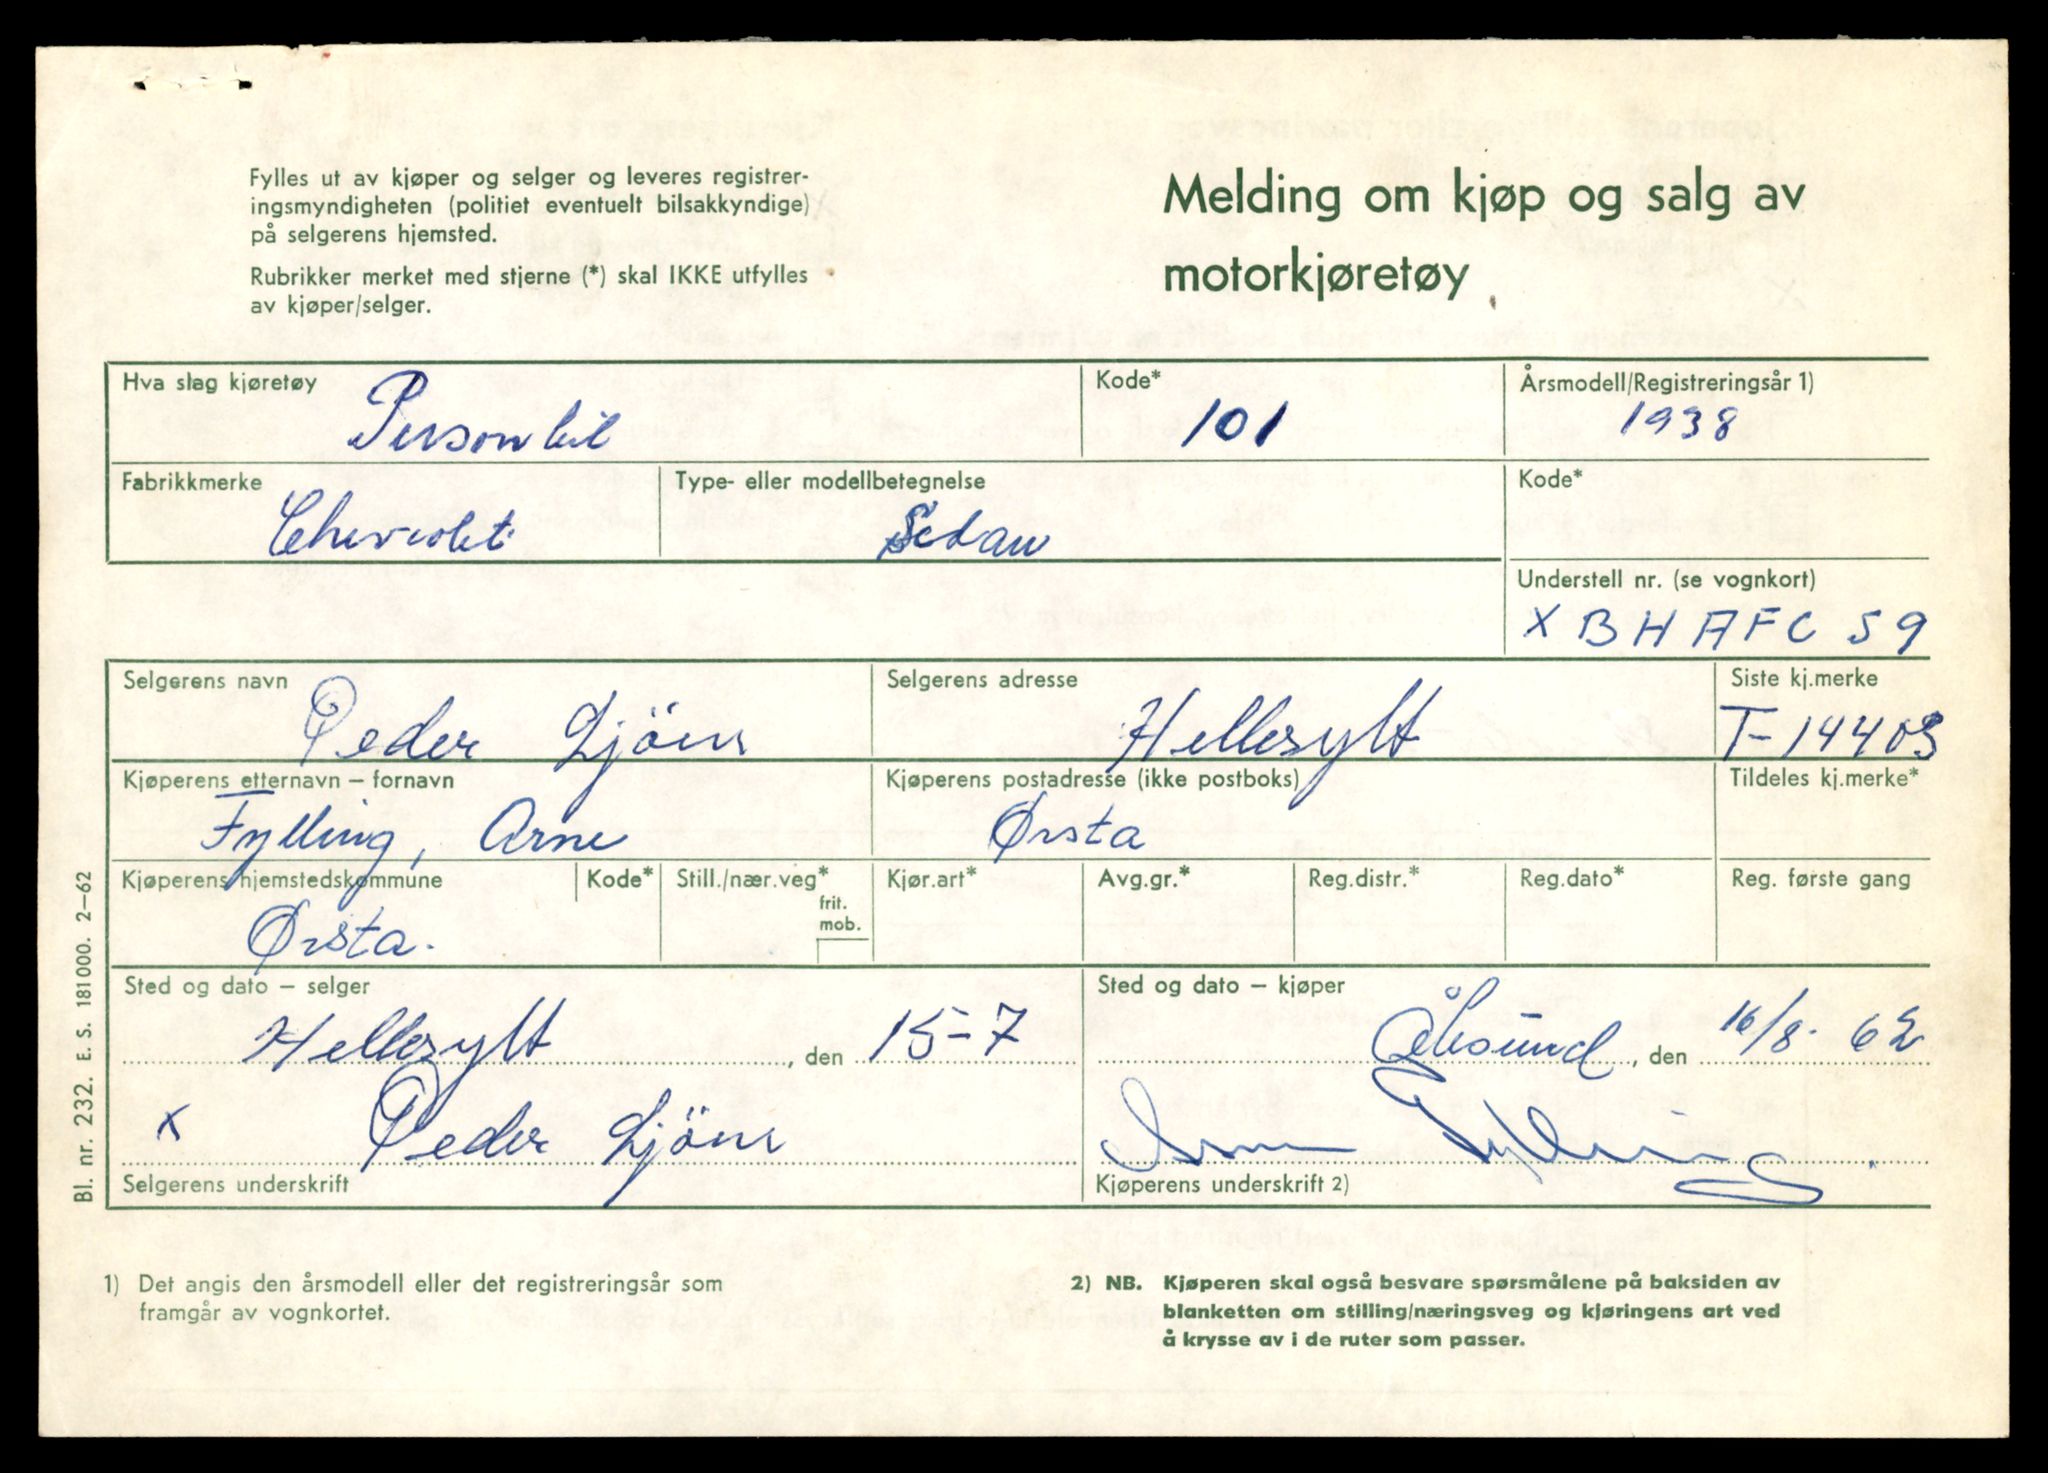 Fylles ut av kjøper og selger og leveres registrer-
ingsmyndigheten (politiet eventuelt bilsakkyndige)
på selgerens hjemsted.
Rubrikker merket med stjerne (*) skal IKKE utfylles
av kjøper/selger.
Melding om kjøp og salg av
motorkjøretøy
Hva slag kjøretøy
Personbil
Kode*
101
Årsmodell/Registreringsår 1)
1938
Fabrikkmerke
Chevrolet
Type- eller modellbetegnelse
Sedan
Kode*
Understell nr. (se vognkort)
X BHAFC 59
Selgerens navn
Peder Ljöen
Selgerens adresse
Hellesylt
Siste kj.merke
T-14403
Kjøperens etternavn – fornavn
Fylling, Arne
Kjøperens postadresse (ikke postboks)
Ørsta
Tildeles kj.merke*
Kjøperens hjemstedskommune
Ørsta.
Kode*
Still./nær.veg*
frit.
mob.
Kjør.art*
Avg.gr.*
Reg.distr.*
Reg.dato*
Reg. første gang
Sted og dato – selger
Hellesylt, den 15-7
Sted og dato – kjøper
Ålesund, den 16/8. 62
x Peder Ljöen
Selgerens underskrift
Arne Fylling
Kjøperens underskrift 2)
Bl. nr. 232. E. S. 181000. 2–62
1) Det angis den årsmodell eller det registreringsår som
framgår av vognkortet.
2) NB. Kjøperen skal også besvare spørsmålene på baksiden av
blanketten om stilling/næringsveg og kjøringens art ved
å krysse av i de ruter som passer.